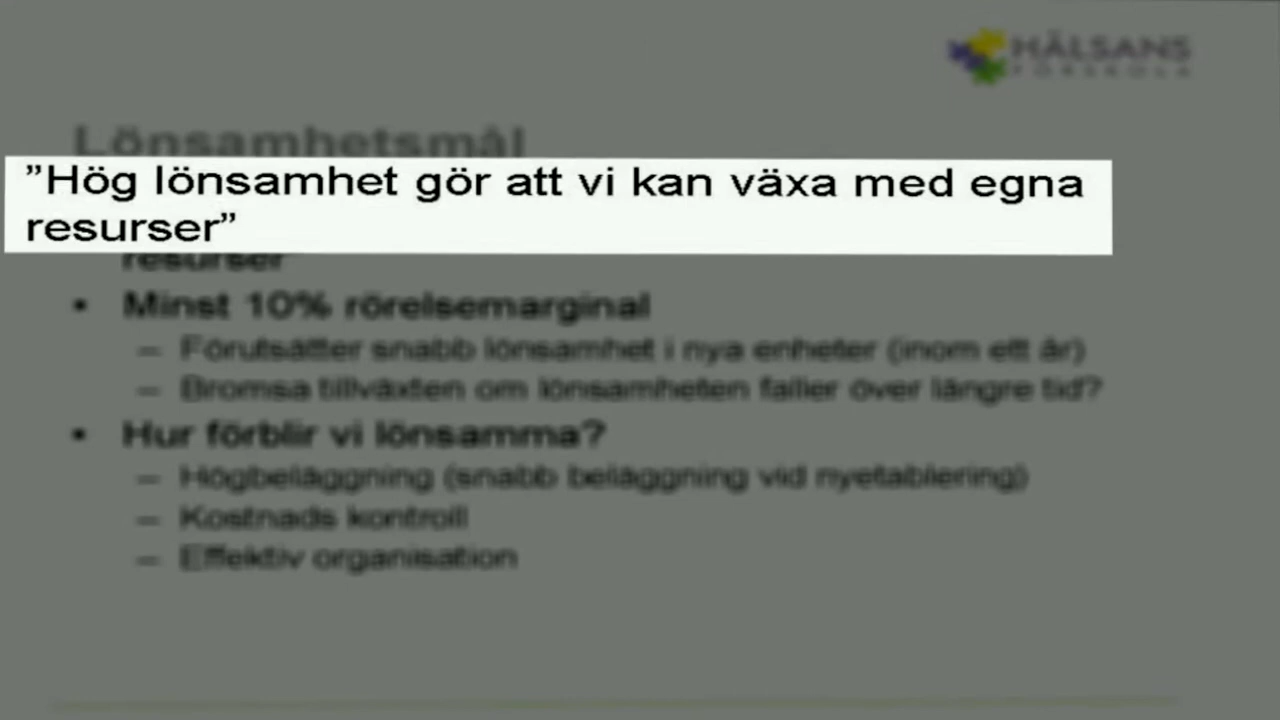 HÄLSANS
FÖRSKOLA
Lönsamhetsmål
”Hög lönsamhet gör att vi kan växa med egna
resurser”
resurser”
• Minst 10% rörelsemarginal
– Förutsätter snabb lönsamhet i nya enheter (inom ett år)
– Bromsa tillväxten om lönsamheten faller över längre tid?
• Hur förblir vi lönsamma?
– Högbeläggning (snabb beläggning vid nyetablering)
– Kostnads kontroll
– Effektiv organisation